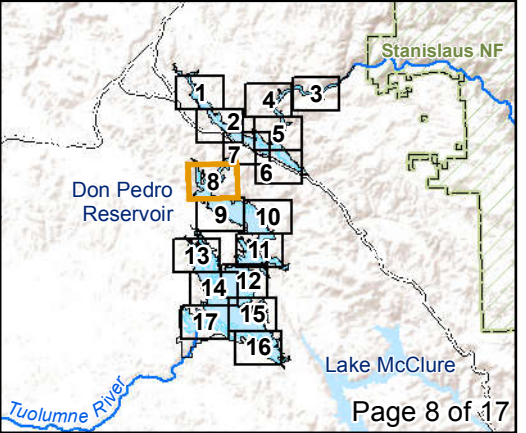 Stanislaus NF
1
4
3
2
5
7
6
8
Don Pedro
Reservoir
9
10
13
11
14
12
17
15
16
Lake McClure
Tuolumne River
Page 8 of 17